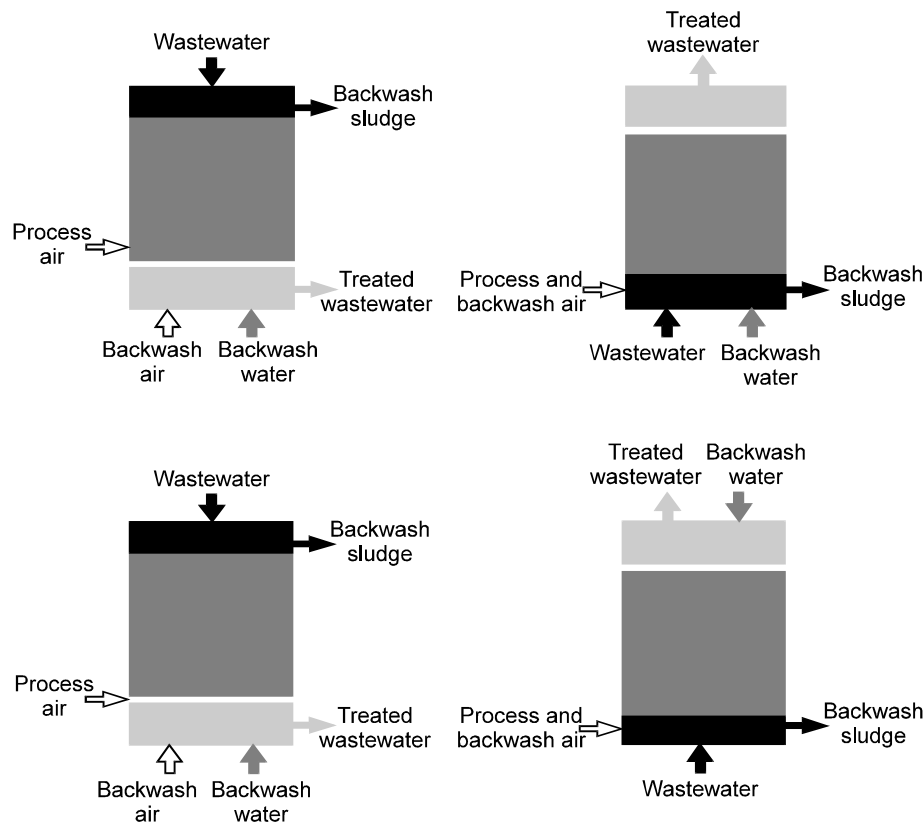 Wastewater
Backwash
sludge
Process
air
Treated
wastewater
Backwash
air
Backwash
water
Treated
wastewater
Process and
backwash air
Backwash
sludge
Wastewater
Backwash
water
Wastewater
Backwash
sludge
Process
air
Treated
wastewater
Backwash
air
Backwash
water
Treated
wastewater
Backwash
water
Process and
backwash air
Backwash
sludge
Wastewater